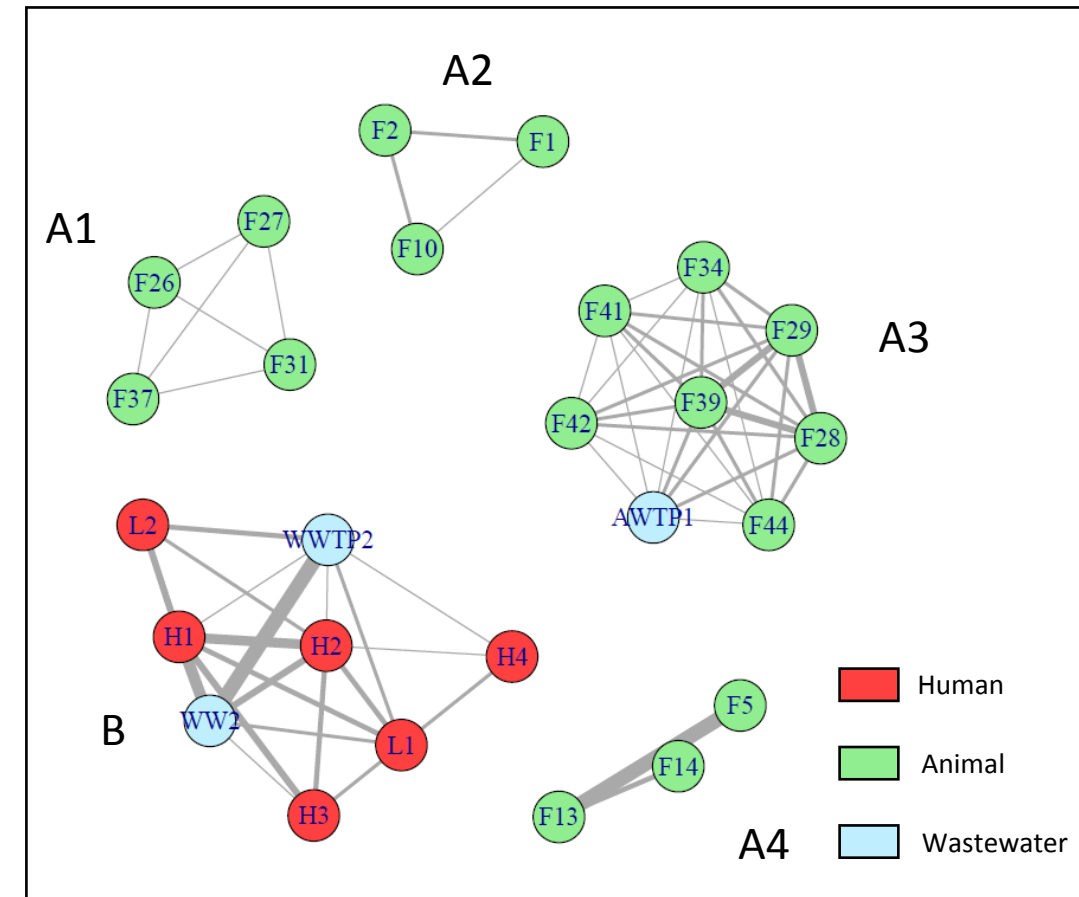 A2
F2
F1
F10
A1
F27
F26
F31
F37
A3
F34
F41
F29
F39
F42
F28
AWTP1
F44
L2
WWTP2
H1
H2
H4
WW2
L1
H3
B
F5
F14
F13
A4
Human
Animal
Wastewater